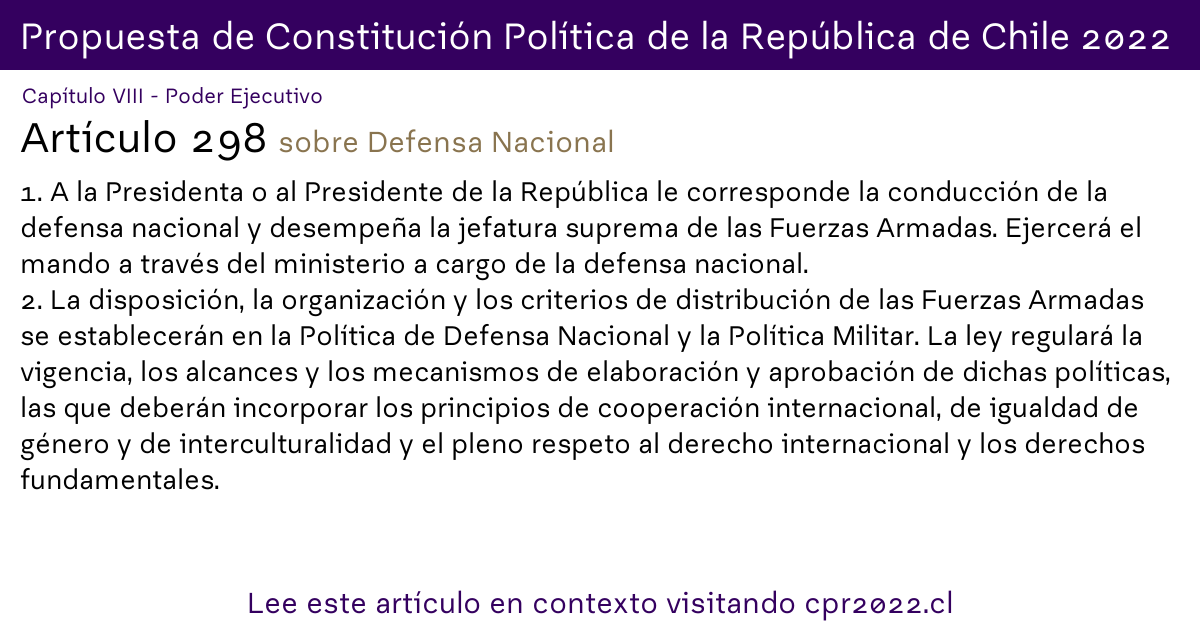 Propuesta de Constitución Política de la República de Chile 2022
Capítulo VIII - Poder Ejecutivo
Artículo 298 sobre Defensa Nacional
1. A la Presidenta o al Presidente de la República le corresponde la conducción de la
defensa nacional y desempeña la jefatura suprema de las Fuerzas Armadas. Ejercerá el
mando a través del ministerio a cargo de la defensa nacional.
2. La disposición, la organización y los criterios de distribución de las Fuerzas Armadas
se establecerán en la Política de Defensa Nacional y la Política Militar. La ley regulará la
vigencia, los alcances y los mecanismos de elaboración y aprobación de dichas políticas,
las que deberán incorporar los principios de cooperación internacional, de igualdad de
género y de interculturalidad y el pleno respeto al derecho internacional y los derechos
fundamentales.
Lee este artículo en contexto visitando cpr2022.cl